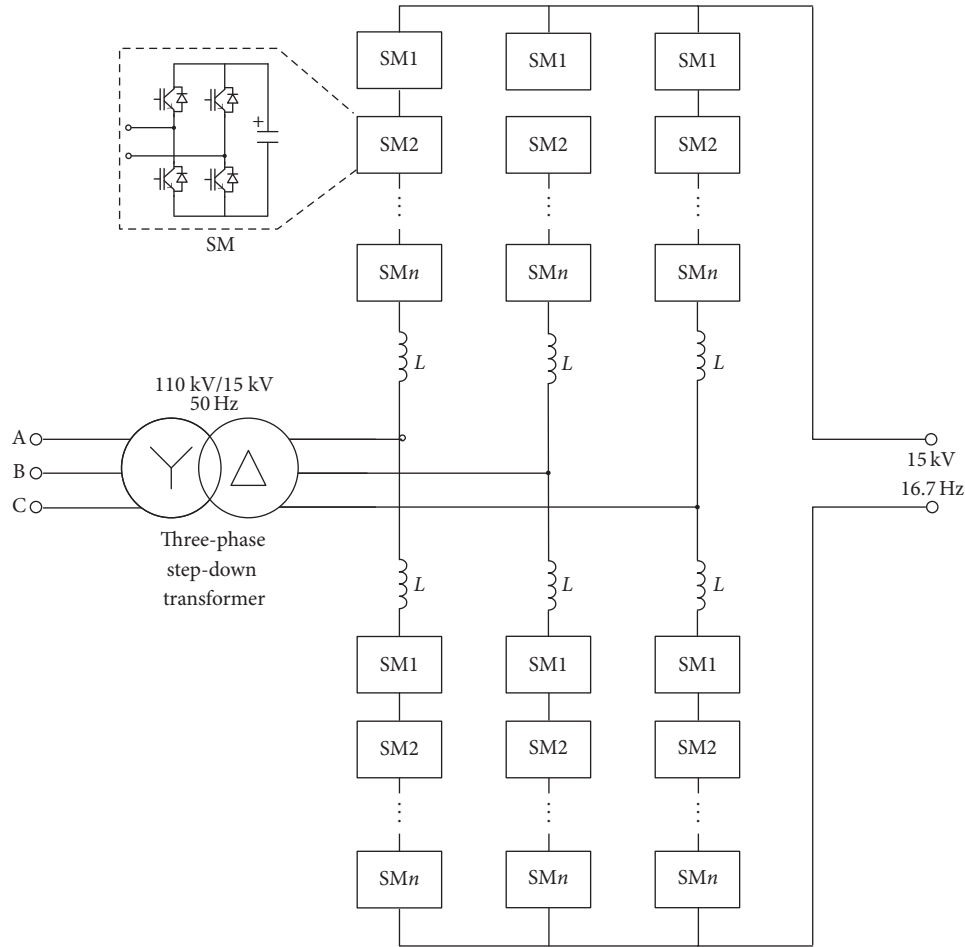 SM1 SM1 SM1
+
SM2 SM2 SM2
SM
SMn SMn SMn
L L L
110 kV/15 kV
50 Hz
A
B
C
15 kV
16.7 Hz
Three-phase
step-down
transformer
L L L
SM1 SM1 SM1
SM2 SM2 SM2
SMn SMn SMn